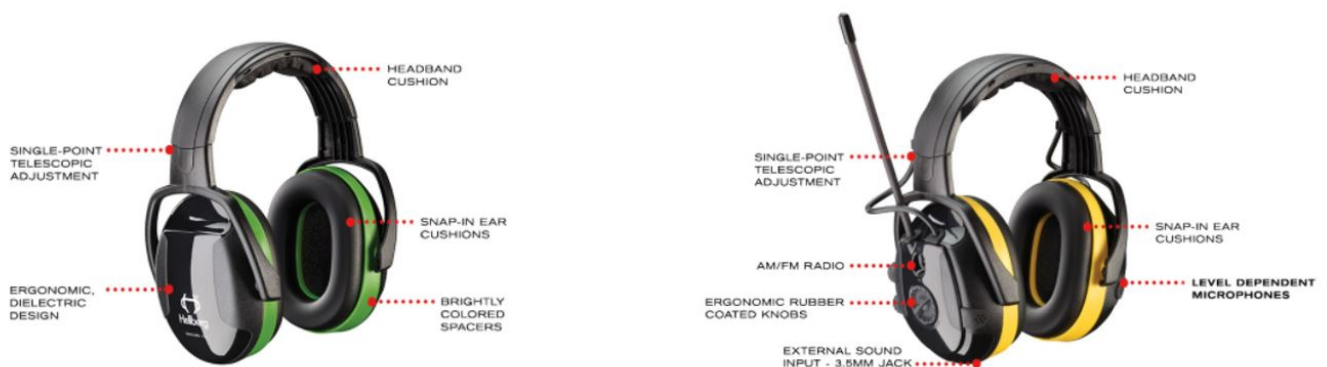 HEADBAND
CUSHION
SINGLE-POINT
TELESCOPIC
ADJUSTMENT
SNAP-IN EAR
CUSHIONS
ERGONOMIC,
DIELECTRIC
DESIGN
BRIGHTLY
COLORED
SPACERS
Hellberg
HEADBAND
CUSHION
SINGLE-POINT
TELESCOPIC
ADJUSTMENT
SNAP-IN EAR
CUSHIONS
AM/FM RADIO
LEVEL DEPENDENT
MICROPHONES
ERGONOMIC RUBBER
COATED KNOBS
EXTERNAL SOUND
INPUT - 3.5MM JACK